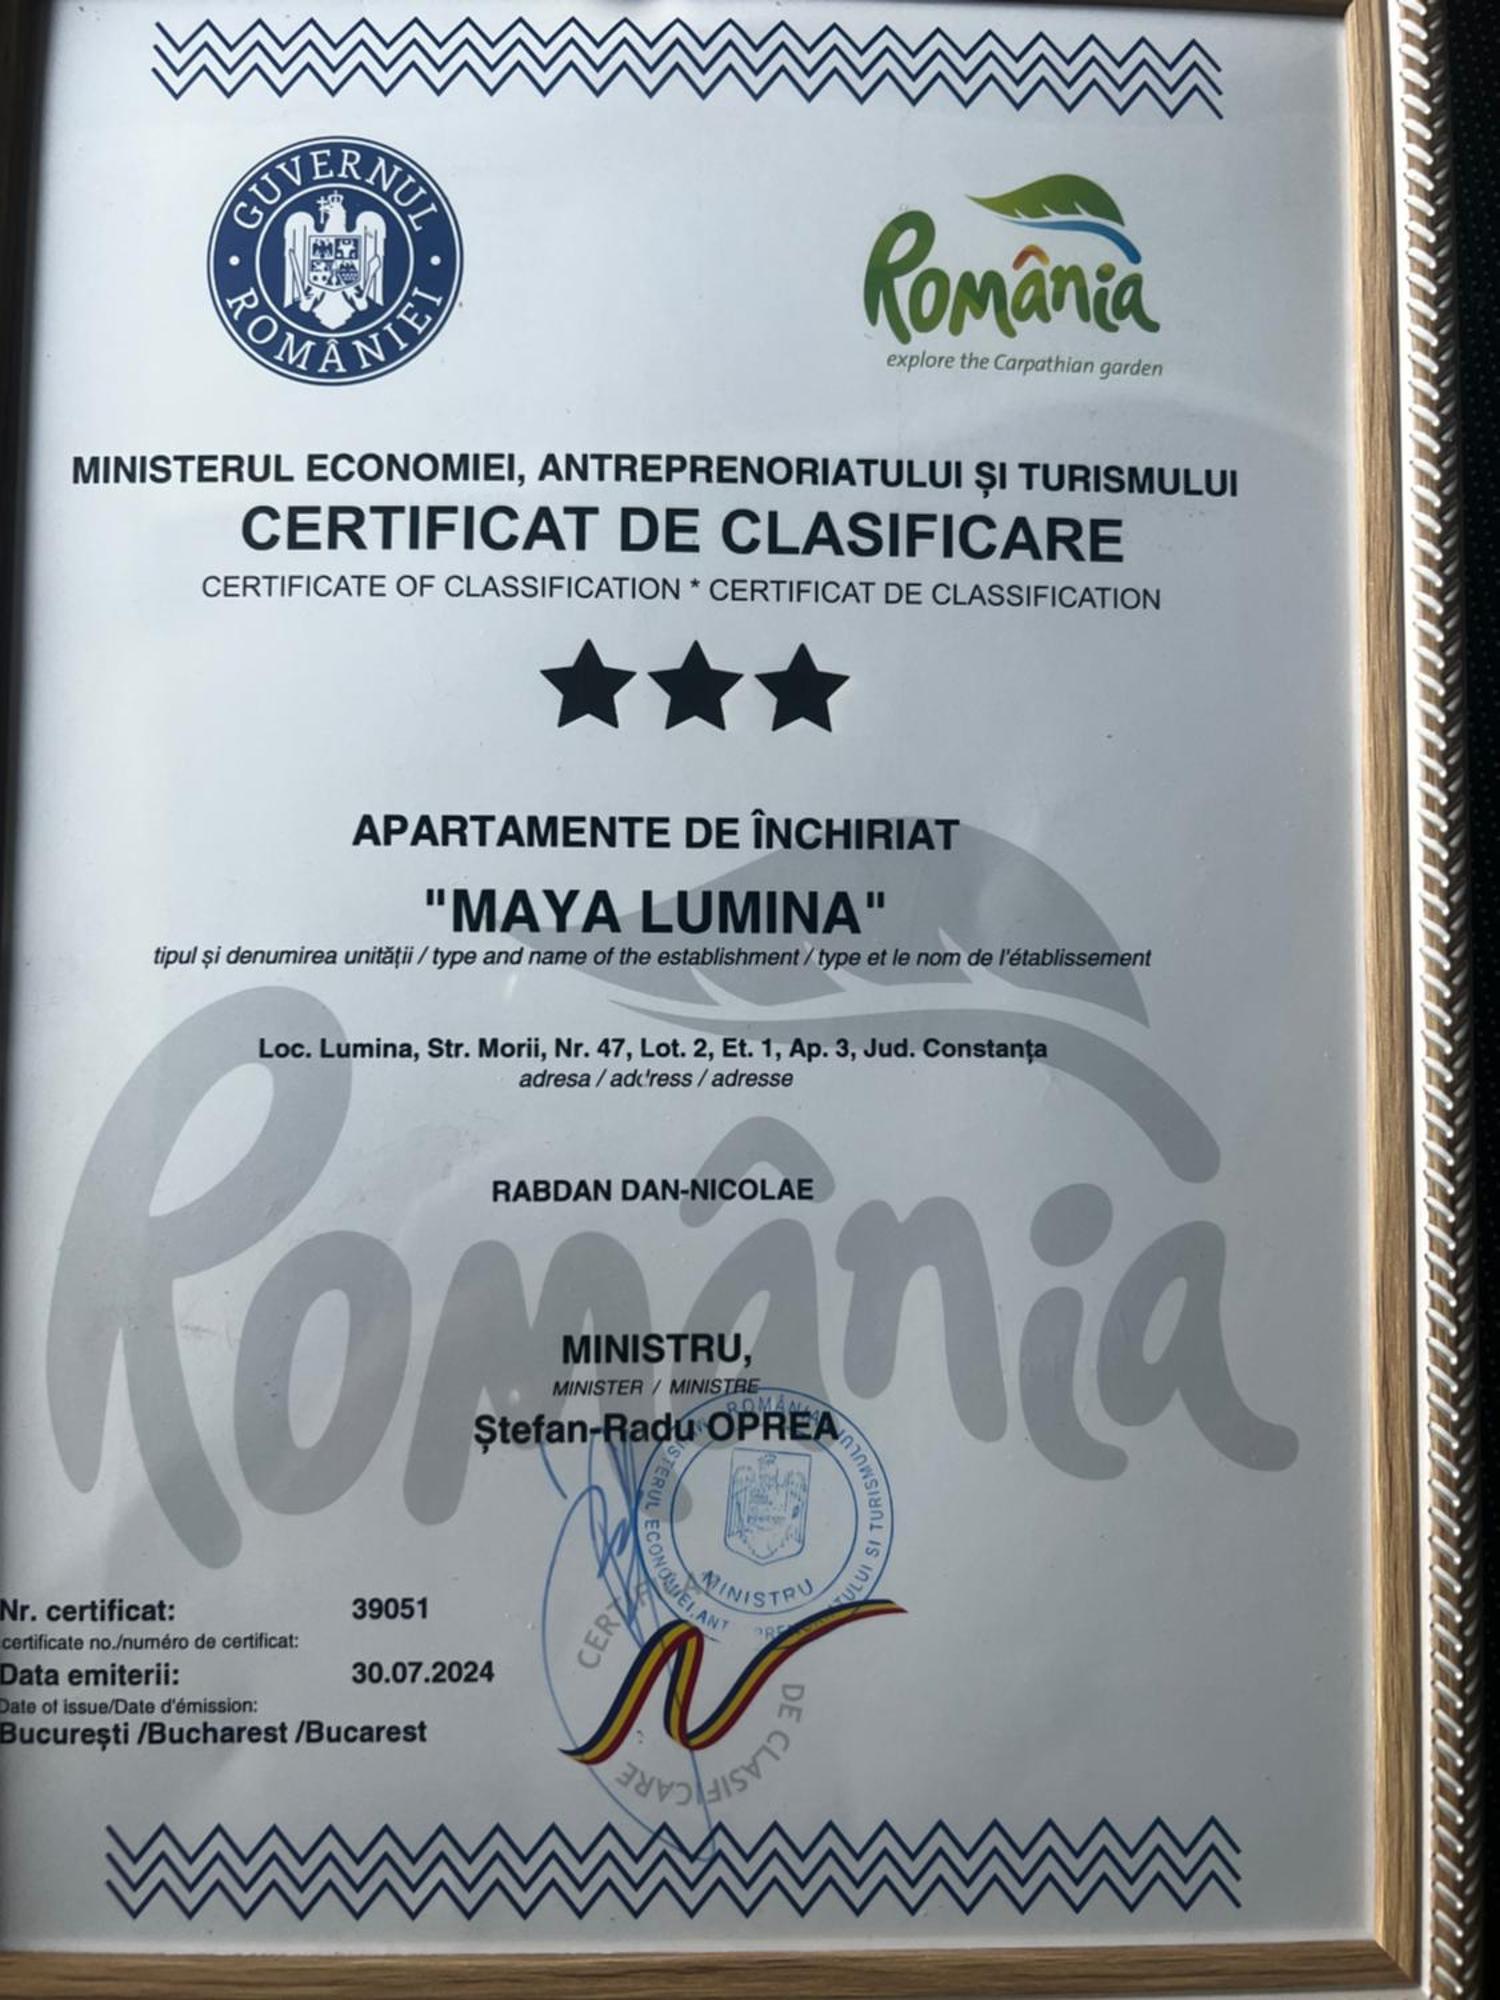 GUVERNUL ROMÂNIEI
România
explore the Carpathian garden
MINISTERUL ECONOMIEI, ANTREPRENORIATULUI ȘI TURISMULUI
CERTIFICAT DE CLASIFICARE
CERTIFICATE OF CLASSIFICATION * CERTIFICAT DE CLASSIFICATION
APARTAMENTE DE ÎNCHIRIAT
"MAYA LUMINA"
tipul și denumirea unității / type and name of the establishment / type et le nom de l'établissement
Loc. Lumina, Str. Morii, Nr. 47, Lot. 2, Et. 1, Ap. 3, Jud. Constanța
adresa / address / adresse
România
RABDAN DAN-NICOLAE
MINISTRU,
MINISTER / MINISTRE
Ștefan-Radu OPREA
ROMÂNIA
MINISTRU
Nr. certificat: 39051
certificate no./numéro de certificat:
Data emiterii: 30.07.2024
Date of issue/Date d'émission:
București /Bucharest /Bucarest
CERTIFICAT DE CLASIFICARE